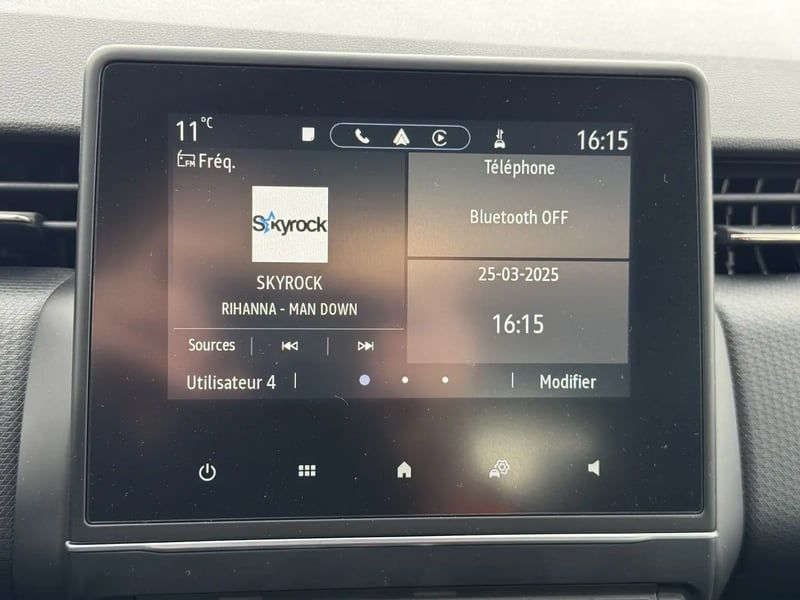 11°C
16:15
FM Fréq.
Skyrock
SKYROCK
RIHANNA - MAN DOWN
Sources
Utilisateur 4
Téléphone
Bluetooth OFF
25-03-2025
16:15
Modifier